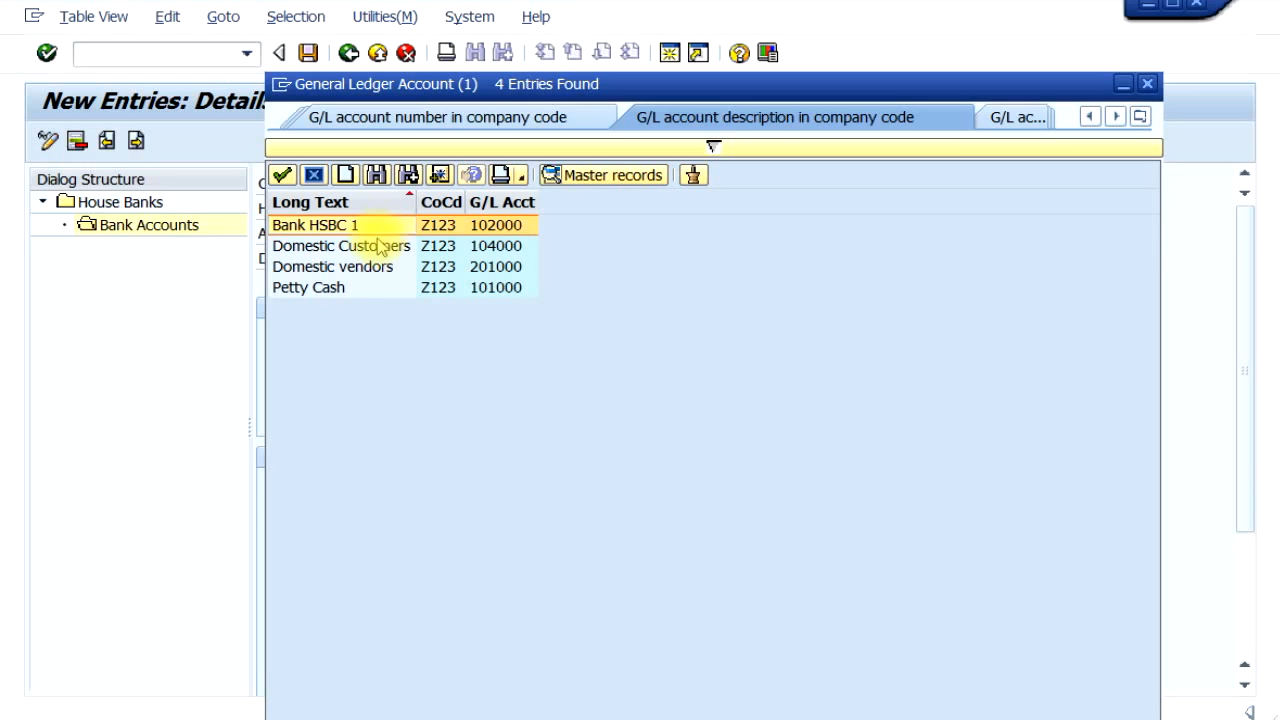 Table View Edit Goto Selection Utilities(M) System Help
New Entries: Details
General Ledger Account (1) 4 Entries Found
G/L account number in company code G/L account description in company code G/L ac...
Master records
Dialog Structure
House Banks
Bank Accounts
Long Text CoCd G/L Acct
Bank HSBC 1 Z123 102000
Domestic Customers Z123 104000
Domestic vendors Z123 201000
Petty Cash Z123 101000